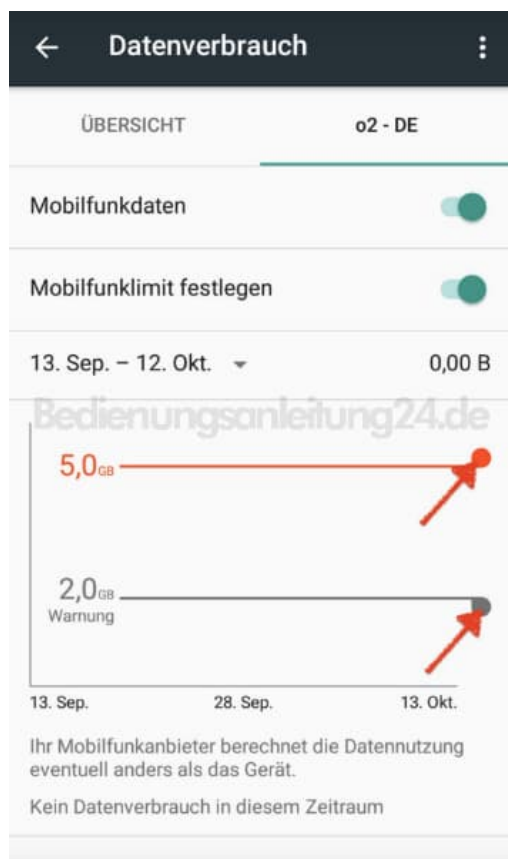 Datenverbrauch
ÜBERSICHT
o2 - DE
Mobilfunkdaten
Mobilfunklimit festlegen
13. Sep. – 12. Okt.
0,00 B
Bedienungsanleitung24.de
5,0GB
2,0GB
Warnung
13. Sep.
28. Sep.
13. Okt.
Ihr Mobilfunkanbieter berechnet die Datennutzung
eventuell anders als das Gerät.
Kein Datenverbrauch in diesem Zeitraum